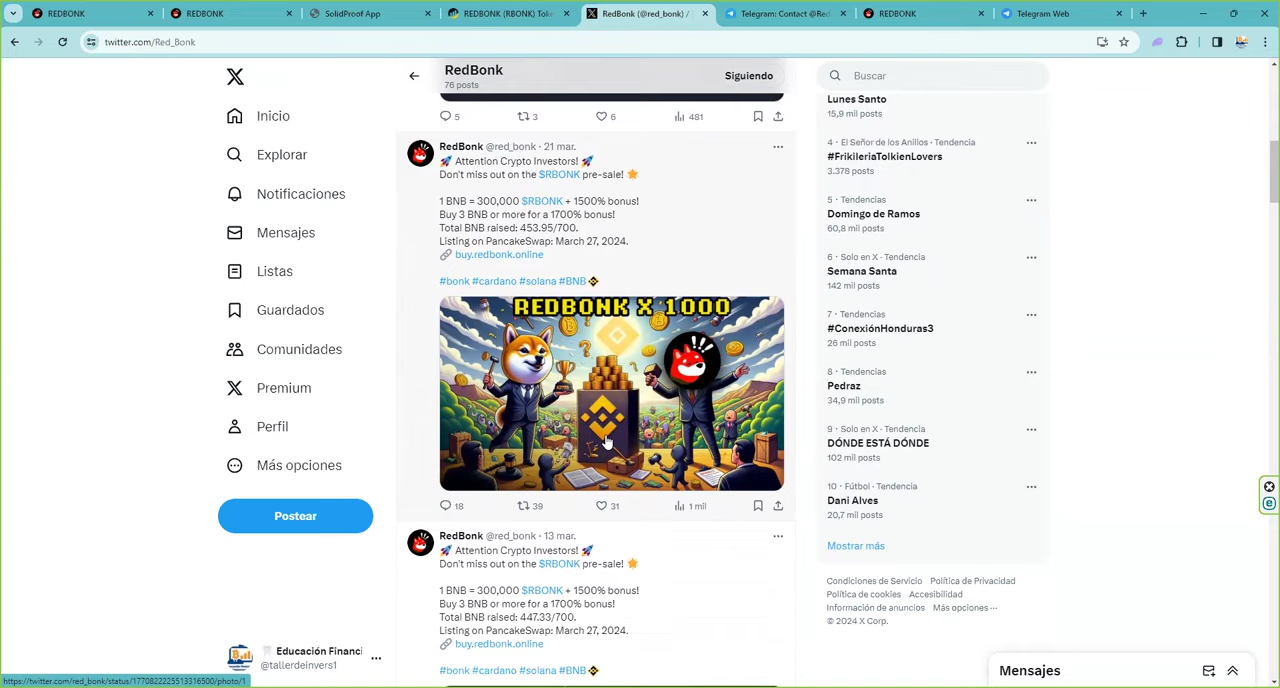 REDBONK
REDBONK
SolidProof App
REDBONK (RBONK) Tok
RedBonk (@red_bonk) /
Telegram: Contact @Red
REDBONK
Telegram Web
twitter.com/Red_Bonk
RedBonk
76 posts
Siguiendo
Buscar
Inicio
Explorar
Notificaciones
Mensajes
Listas
Guardados
Comunidades
Premium
Perfil
Más opciones
Postear
Educación Financi
@tallerdeinvers1
5
3
6
481
RedBonk @red_bonk · 21 mar.
🚀 Attention Crypto Investors! 🚀
Don't miss out on the $RBONK pre-sale! 🌟
1 BNB = 300,000 $RBONK + 1500% bonus!
Buy 3 BNB or more for a 1700% bonus!
Total BNB raised: 453.95/700.
Listing on PancakeSwap: March 27, 2024.
🔗 buy.redbonk.online
#bonk #cardano #solana #BNB
REDBONK X 1000
18
39
31
1 mil
RedBonk @red_bonk · 13 mar.
🚀 Attention Crypto Investors! 🚀
Don't miss out on the $RBONK pre-sale! 🌟
1 BNB = 300,000 $RBONK + 1500% bonus!
Buy 3 BNB or more for a 1700% bonus!
Total BNB raised: 447.33/700.
Listing on PancakeSwap: March 27, 2024.
🔗 buy.redbonk.online
#bonk #cardano #solana #BNB
Lunes Santo
15,9 mil posts
4 · El Señor de los Anillos · Tendencia
#FrikileriaTolkienLovers
3.378 posts
5 · Tendencias
Domingo de Ramos
60,8 mil posts
6 · Solo en X · Tendencia
Semana Santa
142 mil posts
7 · Tendencias
#ConexiónHonduras3
26 mil posts
8 · Tendencias
Pedraz
34,9 mil posts
9 · Solo en X · Tendencia
DÓNDE ESTÁ DÓNDE
102 mil posts
10 · Fútbol · Tendencia
Dani Alves
20,7 mil posts
Mostrar más
Condiciones de Servicio Política de Privacidad
Política de cookies Accesibilidad
Información de anuncios Más opciones ···
© 2024 X Corp.
Mensajes
https://twitter.com/red_bonk/status/1770822225513316500/photo/1